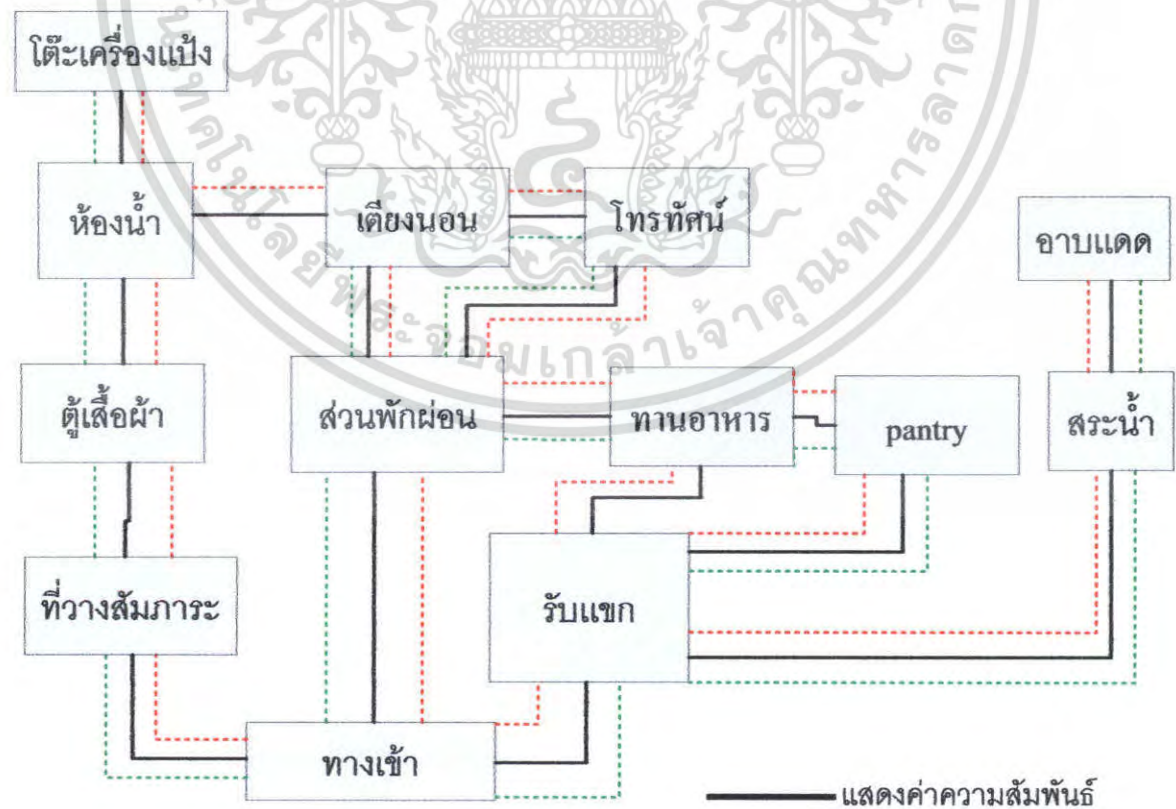 โต๊ะเครื่องแป้ง
ห้องน้ำ
เตียงนอน
โทรทัศน์
อาบแดด
ตู้เสื้อผ้า
ส่วนพักผ่อน
ทานอาหาร
pantry
สระน้ำ
ที่วางสัมภาระ
รับแขก
ทางเข้า
แสดงค่าความสัมพันธ์